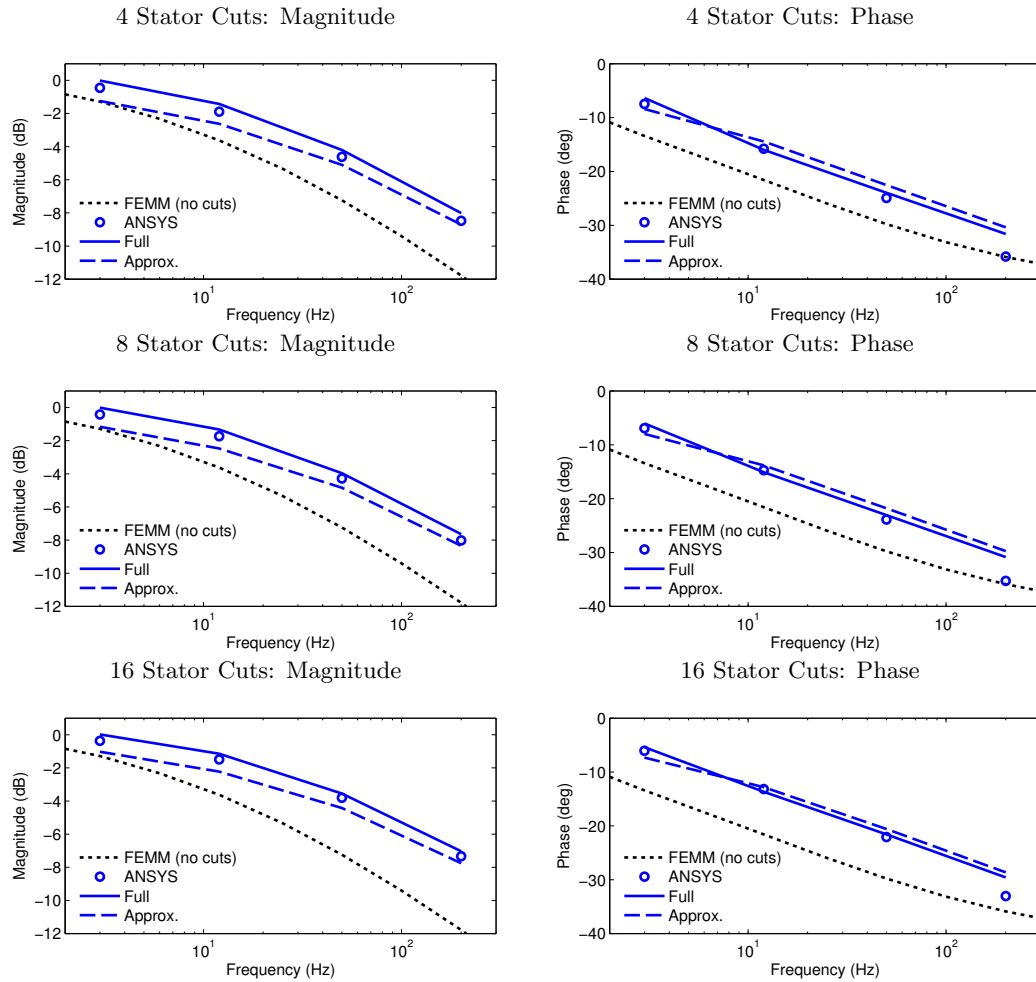 4 Stator Cuts: Magnitude
4 Stator Cuts: Phase
0
−2
−4
−6
−8
−10
−12
Magnitude (dB)
FEMM (no cuts)
ANSYS
Full
Approx.
10^1
10^2
Frequency (Hz)
0
−10
−20
−30
−40
Phase (deg)
FEMM (no cuts)
ANSYS
Full
Approx.
10^1
10^2
Frequency (Hz)
8 Stator Cuts: Magnitude
8 Stator Cuts: Phase
0
−2
−4
−6
−8
−10
−12
Magnitude (dB)
FEMM (no cuts)
ANSYS
Full
Approx.
10^1
10^2
Frequency (Hz)
0
−10
−20
−30
−40
Phase (deg)
FEMM (no cuts)
ANSYS
Full
Approx.
10^1
10^2
Frequency (Hz)
16 Stator Cuts: Magnitude
16 Stator Cuts: Phase
0
−2
−4
−6
−8
−10
−12
Magnitude (dB)
FEMM (no cuts)
ANSYS
Full
Approx.
10^1
10^2
Frequency (Hz)
0
−10
−20
−30
−40
Phase (deg)
FEMM (no cuts)
ANSYS
Full
Approx.
10^1
10^2
Frequency (Hz)